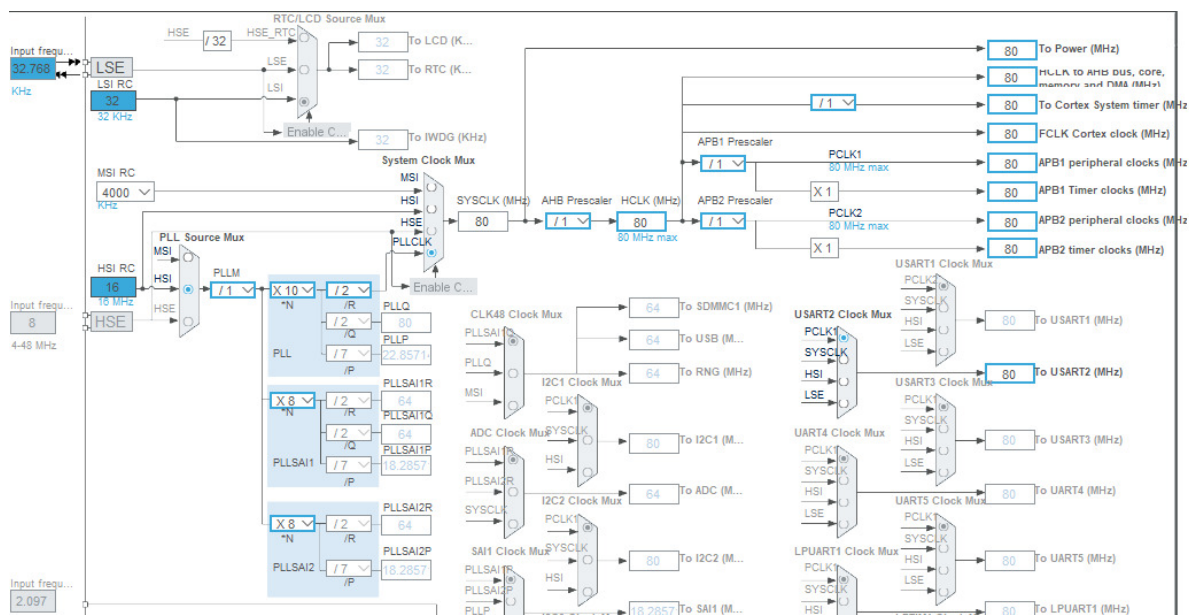 RTC/LCD Source Mux
HSE
/ 32
HSE_RTC
32
To LCD (K...
Input frequ...
32.768
KHz
LSE
LSE
32
To RTC (K...
LSI RC
32
32 KHz
LSI
Enable C...
32
To IWDG (KHz)
80
To Power (MHz)
80
HCLK to AHB bus, core,
memory and DMA (MHz)
/ 1
80
To Cortex System timer (MHz)
80
FCLK Cortex clock (MHz)
APB1 Prescaler
/ 1
PCLK1
80 MHz max
80
APB1 peripheral clocks (MHz
X 1
80
APB1 Timer clocks (MHz)
System Clock Mux
MSI
HSI
HSE
PLLCLK
Enable C...
SYSCLK (MHz)
80
AHB Prescaler
/ 1
HCLK (MHz)
80
80 MHz max
APB2 Prescaler
/ 1
PCLK2
80 MHz max
80
APB2 peripheral clocks (MHz
X 1
80
APB2 timer clocks (MHz)
MSI RC
4000
KHz
PLL Source Mux
MSI
HSI
HSE
HSI RC
16
16 MHz
Input frequ...
8
4-48 MHz
HSE
PLLM
/ 1
X 10
*N
/ 2
/R
PLLQ
/ 2
80
/Q
PLLP
PLL
/ 7
22.8571
/P
PLLSAI1R
X 8
*N
/ 2
64
/R
PLLSAI1Q
/ 2
64
/Q
PLLSAI1P
PLLSAI1
/ 7
18.2857
/P
PLLSAI2R
X 8
*N
/ 2
64
/R
PLLSAI2P
PLLSAI2
/ 7
18.2857
/P
Input frequ...
2.097
CLK48 Clock Mux
PLLSAI1Q
PLLQ
MSI
64
To SDMMC1 (MHz)
64
To USB (M...
64
To RNG (MHz)
I2C1 Clock Mux
PCLK1
SYSCLK
HSI
80
To I2C1 (M...
ADC Clock Mux
PLLSAI1R
PLLSAI2R
SYSCLK
64
To ADC (M...
I2C2 Clock Mux
PCLK1
SYSCLK
HSI
80
To I2C2 (M...
SAI1 Clock Mux
PLLSAI1P
PLLSAI2P
PLLP
18.2857
To SAI1 (M...
USART1 Clock Mux
PCLK2
SYSCLK
HSI
LSE
80
To USART1 (MHz)
USART2 Clock Mux
PCLK1
SYSCLK
HSI
LSE
80
To USART2 (MHz)
USART3 Clock Mux
PCLK1
SYSCLK
HSI
LSE
80
To USART3 (MHz)
UART4 Clock Mux
PCLK1
SYSCLK
HSI
LSE
80
To UART4 (MHz)
UART5 Clock Mux
PCLK1
SYSCLK
HSI
LSE
80
To UART5 (MHz)
LPUART1 Clock Mux
PCLK1
SYSCLK
HSI
80
To LPUART1 (MHz)